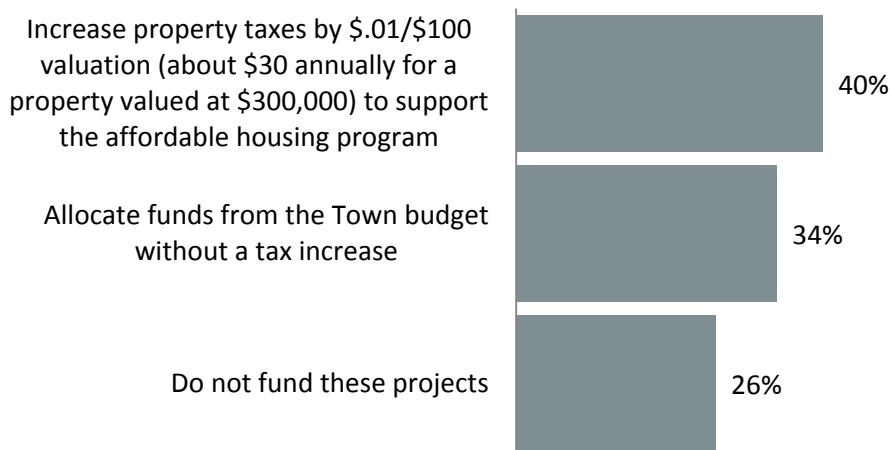 Increase property taxes by $.01/$100
valuation (about $30 annually for a
property valued at $300,000) to support
the affordable housing program
40%
Allocate funds from the Town budget
without a tax increase
34%
Do not fund these projects
26%